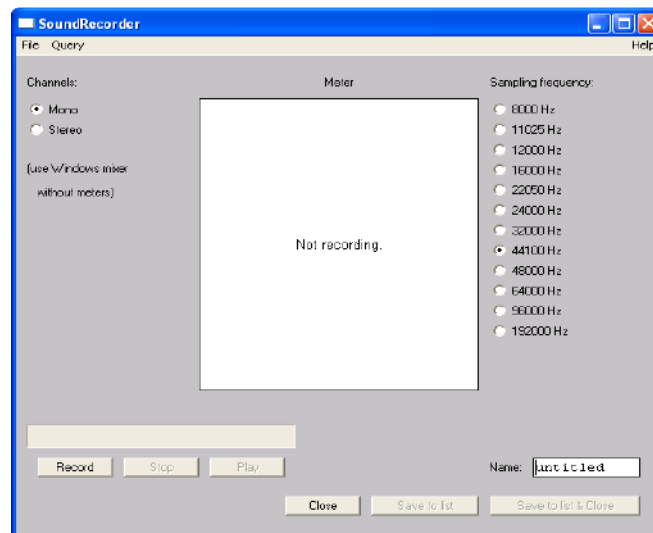 SoundRecorder
File Query Help
Channels:
Mono
Stereo
(use Windows mixer
without meters)
Meter
Not recording.
Sampling frequency:
8000 Hz
11025 Hz
12000 Hz
16000 Hz
22050 Hz
24000 Hz
32000 Hz
44100 Hz
48000 Hz
64000 Hz
96000 Hz
192000 Hz
Record Stop Play
Name: untitled
Close Save to list Save to list & Close